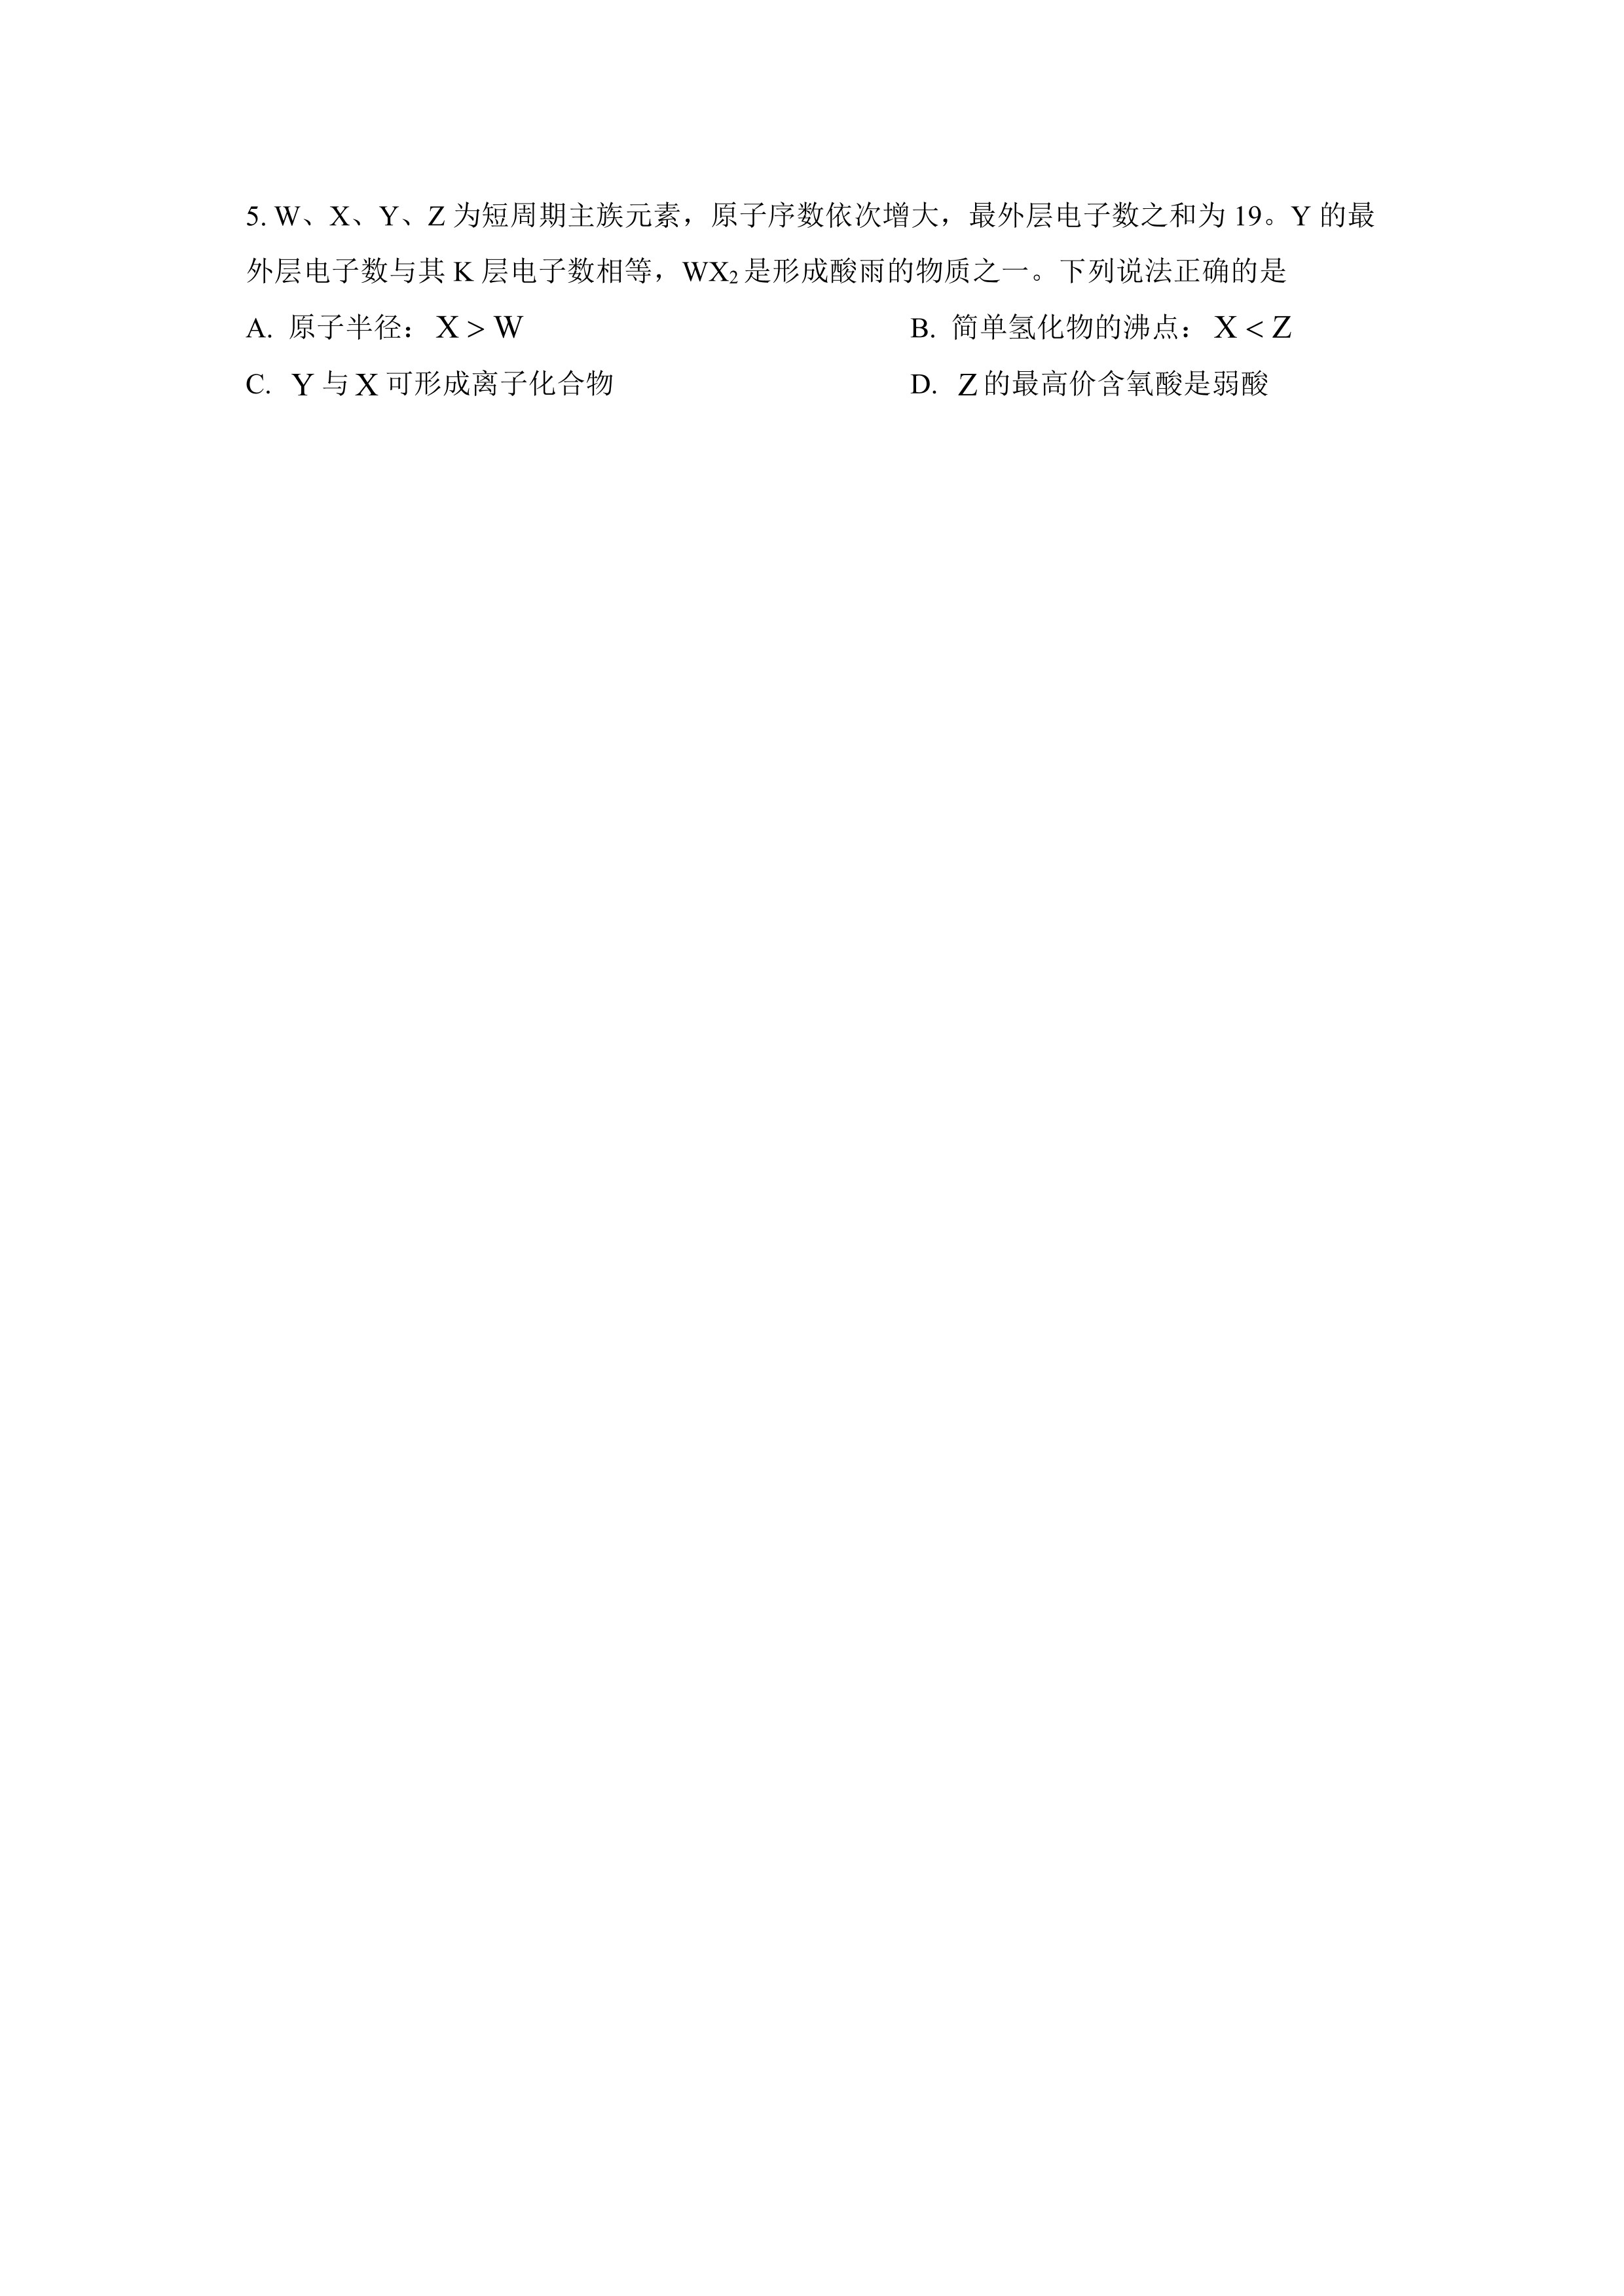 5. W、X、Y、Z 为短周期主族元素，原子序数依次增大，最外层电子数之和为 19。Y 的最
外层电子数与其 K 层电子数相等，WX₂ 是形成酸雨的物质之一。下列说法正确的是
A. 原子半径： X > W B. 简单氢化物的沸点： X < Z
C. Y 与 X 可形成离子化合物 D. Z 的最高价含氧酸是弱酸